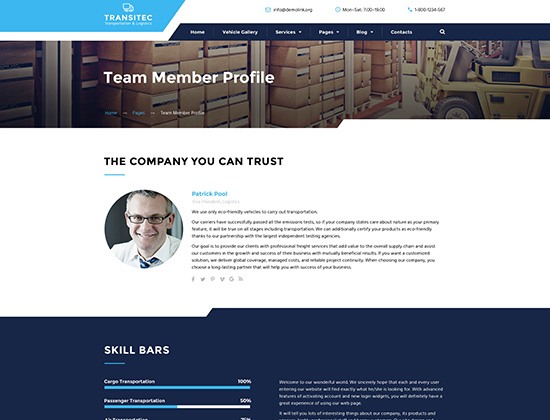 TRANSITEC
Transportation & Logistics
info@demolink.org
Mon–Sat: 7:00–19:00
1-800-1234-567
Home
Vehicle Gallery
Services
Pages
Blog
Contacts
Team Member Profile
Home
Pages
Team Member Profile
THE COMPANY YOU CAN TRUST
Patrick Pool
Vice President, Logistics
We use only eco-friendly vehicles to carry out transportation.
Our carriers have successfully passed all the emissions tests, so if your company states care about nature as your primary
feature, it will be true on all stages including transportation. We can additionally certify your products as eco-friendly
thanks to our partnership with the largest independent testing agencies.
Our goal is to provide our clients with professional freight services that add value to the overall supply chain and assist
our customers in the growth and success of their business with mutually beneficial results. If you want a customized
solution, we deliver global coverage, managed costs, and reliable project continuity. When choosing our company, you
choose a long-lasting partner that will help you with success of your business.
SKILL BARS
Cargo Transportation 100%
Passenger Transportation 50%
Welcome to our wonderful world. We sincerely hope that each and every user
entering our website will find exactly what he/she is looking for. With advanced
features of activating account and new login widgets, you will definitely have a
great experience of using our web page.
It will tell you lots of interesting things about our company, its products and